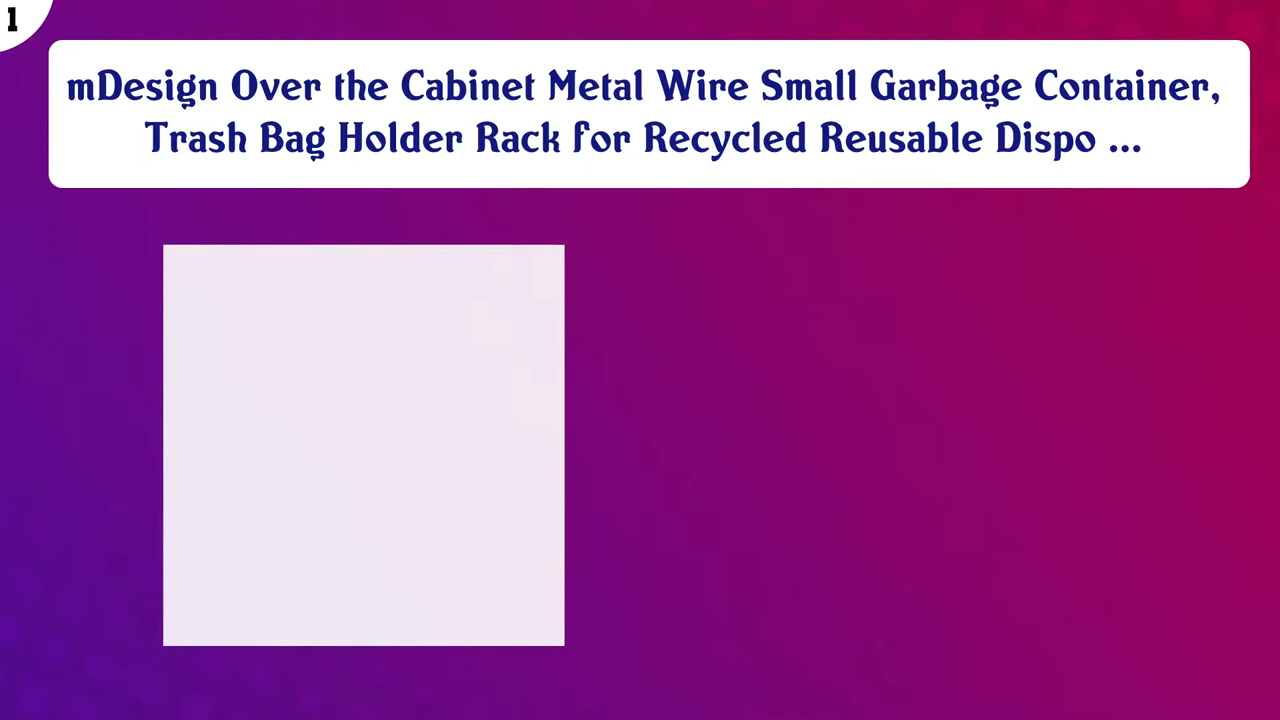 1
mDesign Over the Cabinet Metal Wire Small Garbage Container,
Trash Bag Holder Rack for Recycled Reusable Dispo ...